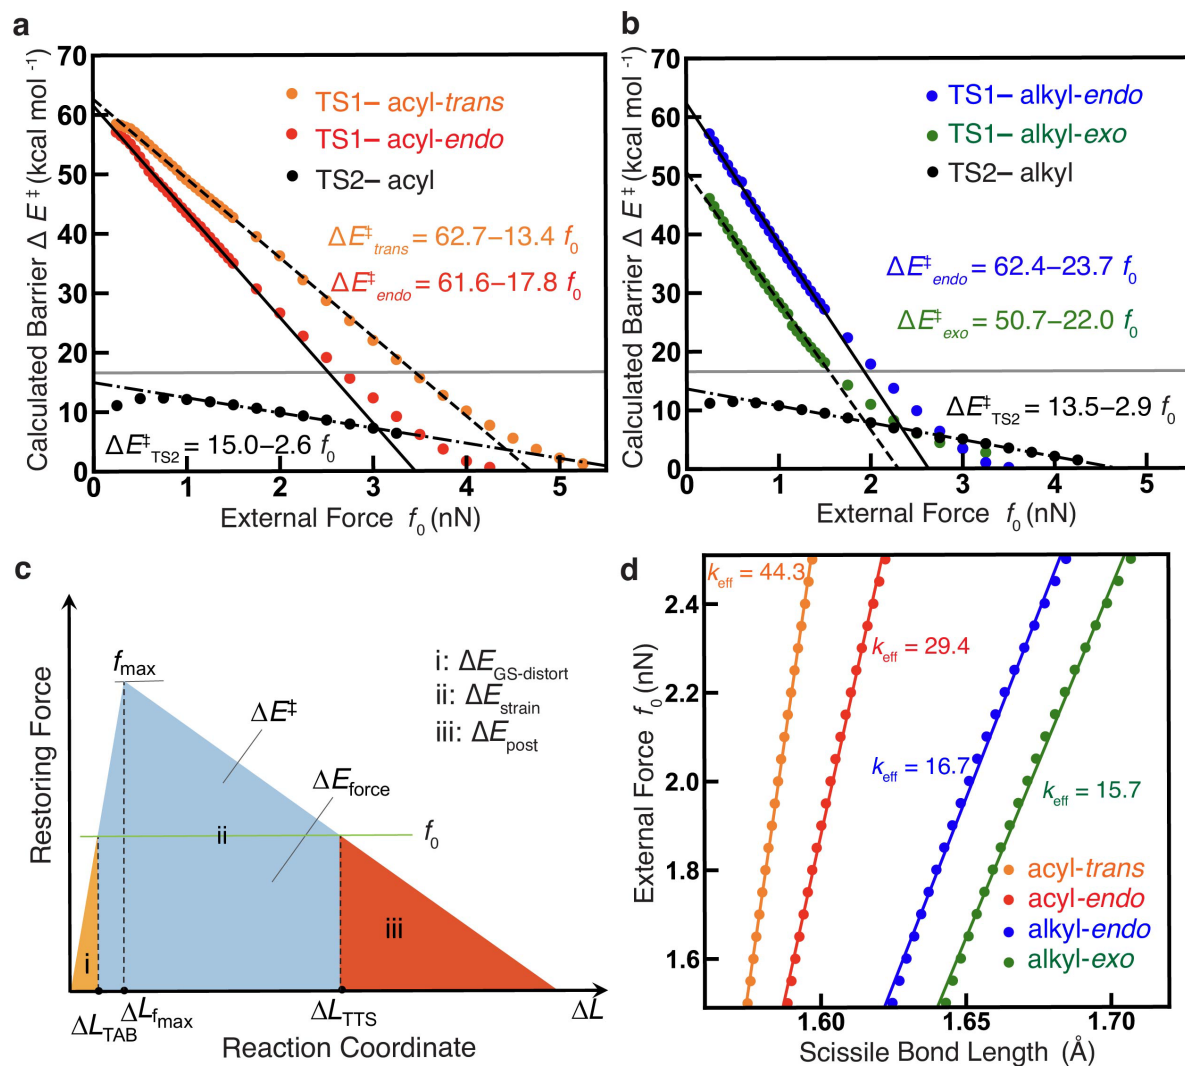 a
Calculated Barrier Δ E‡ (kcal mol -1)
70
60
50
40
30
20
10
0
TS1– acyl-trans
TS1– acyl-endo
TS2– acyl
ΔE‡trans = 62.7–13.4 f0
ΔE‡endo = 61.6–17.8 f0
ΔE‡TS2 = 15.0–2.6 f0
0 1 2 3 4 5
External Force f0 (nN)
b
Calculated Barrier Δ E‡ (kcal mol -1)
70
60
50
40
30
20
10
0
TS1– alkyl-endo
TS1– alkyl-exo
TS2– alkyl
ΔE‡endo = 62.4–23.7 f0
ΔE‡exo = 50.7–22.0 f0
ΔE‡TS2 = 13.5–2.9 f0
0 1 2 3 4 5
External Force f0 (nN)
c
Restoring Force
fmax
ΔE‡
ΔEforce
i: ΔEGS-distort
ii: ΔEstrain
iii: ΔEpost
f0
i
ii
iii
ΔLTAB
ΔLfmax
ΔLTTS
ΔL
Reaction Coordinate
d
External Force f0 (nN)
2.4
2.2
2.0
1.8
1.6
keff = 44.3
keff = 29.4
keff = 16.7
keff = 15.7
acyl-trans
acyl-endo
alkyl-endo
alkyl-exo
1.60 1.65 1.70
Scissile Bond Length (Å)